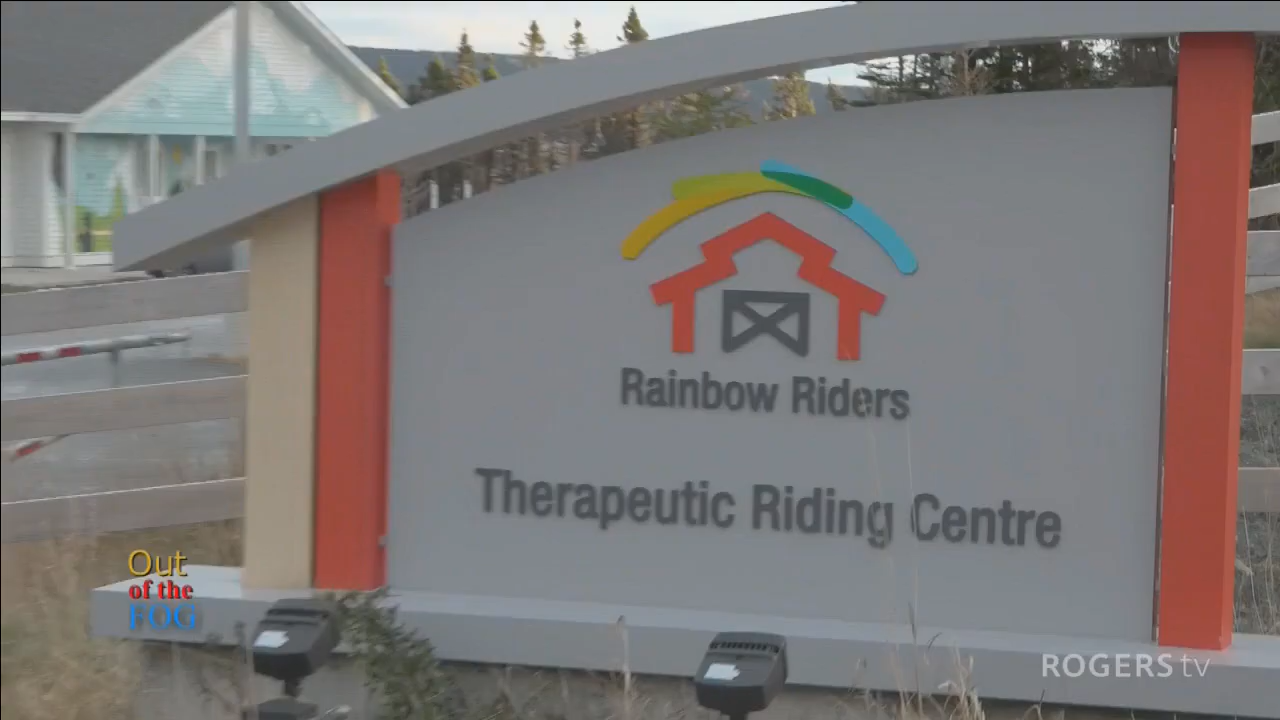 Rainbow Riders
Therapeutic Riding Centre
Out
of the
FOG
ROGERS tv